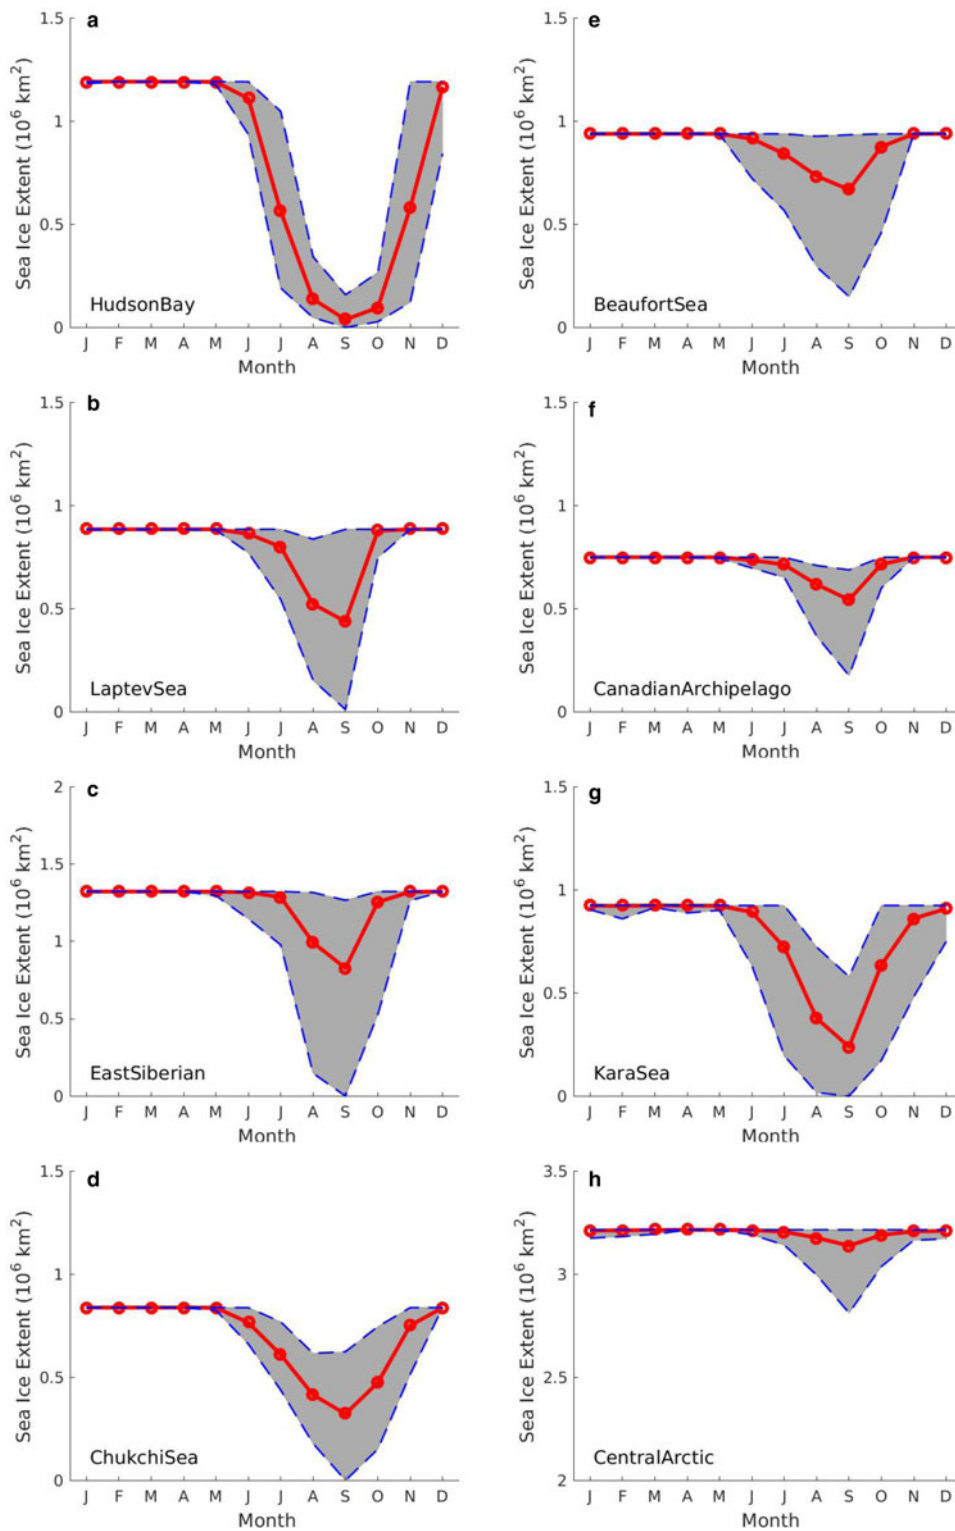 a
Sea Ice Extent (10⁶ km²)
1.5
1
0.5
0
HudsonBay
J F M A M J J A S O N D
Month
b
Sea Ice Extent (10⁶ km²)
1.5
1
0.5
0
LaptevSea
J F M A M J J A S O N D
Month
c
Sea Ice Extent (10⁶ km²)
2
1.5
1
0.5
0
EastSiberian
J F M A M J J A S O N D
Month
d
Sea Ice Extent (10⁶ km²)
1.5
1
0.5
0
ChukchiSea
J F M A M J J A S O N D
Month
e
Sea Ice Extent (10⁶ km²)
1.5
1
0.5
0
BeaufortSea
J F M A M J J A S O N D
Month
f
Sea Ice Extent (10⁶ km²)
1.5
1
0.5
0
CanadianArchipelago
J F M A M J J A S O N D
Month
g
Sea Ice Extent (10⁶ km²)
1.5
1
0.5
0
KaraSea
J F M A M J J A S O N D
Month
h
Sea Ice Extent (10⁶ km²)
3.5
3
2
CentralArctic
J F M A M J J A S O N D
Month